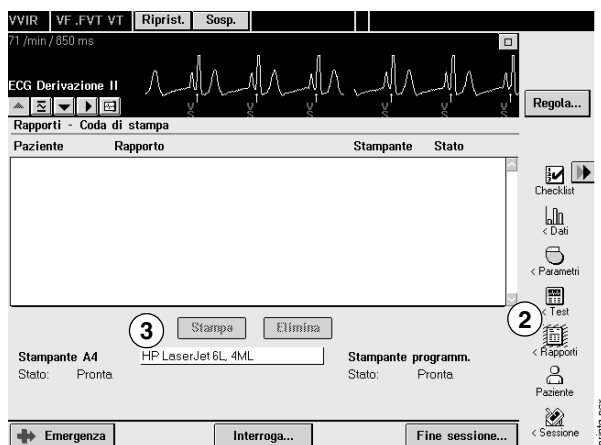 VVIR VF .FVT VT Riprist. Sosp.
71 /min / 850 ms
ECG Derivazione II
V S V S V S V S V S V S
Regola...
Rapporti - Coda di stampa
Paziente Rapporto Stampante Stato
Checklist
< Dati
< Parametri
< Test
2
< Rapporti
Paziente
< Sessione
3 Stampa Elimina
Stampante A4 HP LaserJet 6L, 4ML Stampante programm.
Stato: Pronta Stato: Pronta
Emergenza Interroga... Fine sessione...